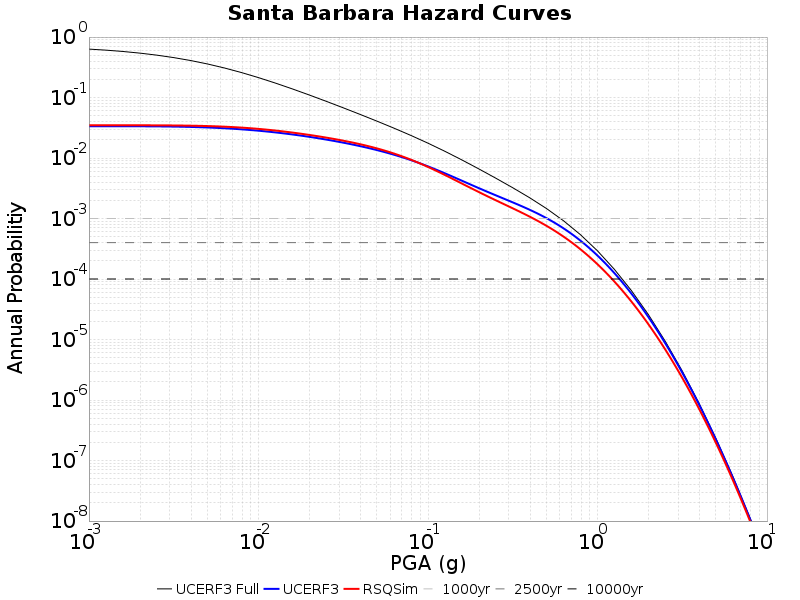 Santa Barbara Hazard Curves
10^0
10^-1
10^-2
10^-3
10^-4
10^-5
10^-6
10^-7
10^-8
Annual Probabilitiy
10^-3 10^-2 10^-1 10^0 10^1
PGA (g)
UCERF3 Full UCERF3 RSQSim 1000yr 2500yr 10000yr